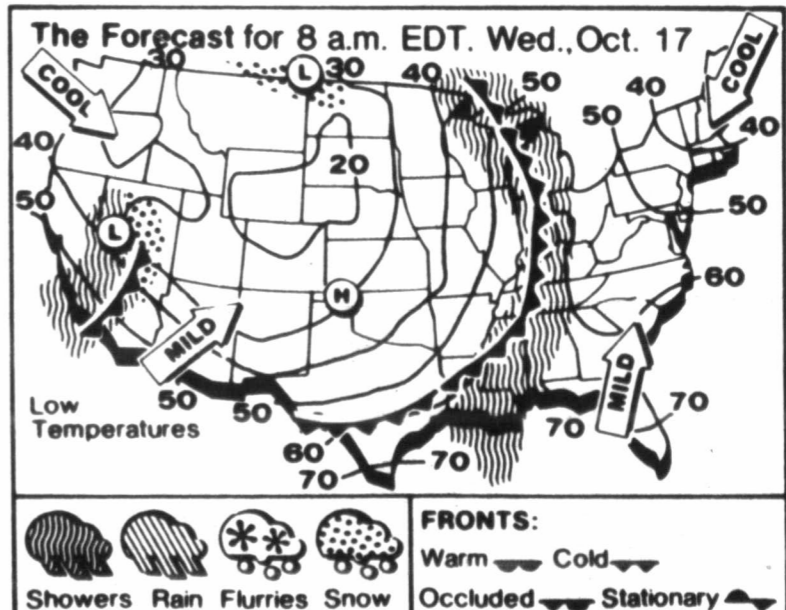 The Forecast for 8 a.m. EDT. Wed., Oct. 17
30
L
30
40
50
COOL
COOL
40
50
40
40
20
50
50
L
H
60
MILD
MILD
50
50
60
70
70
70
70
Low
Temperatures
Showers Rain Flurries Snow
FRONTS:
Warm Cold
Occluded Stationary